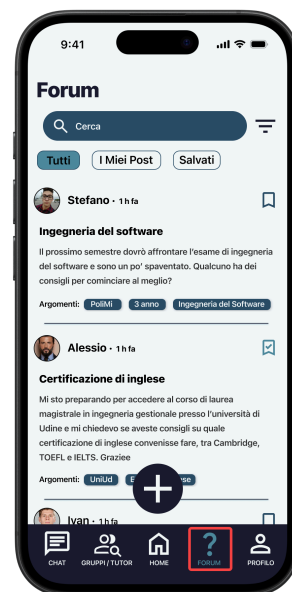 9:41
Forum
Cerca
Tutti
I Miei Post
Salvati
Stefano · 1 h fa
Ingegneria del software
Il prossimo semestre dovrò affrontare l'esame di ingegneria
del software e sono un po' spaventato. Qualcuno ha dei
consigli per cominciare al meglio?
Argomenti: PoliMi 3 anno Ingegneria del Software
Alessio · 1 h fa
Certificazione di inglese
Mi sto preparando per accedere al corso di laurea
magistrale in ingegneria gestionale presso l'università di
Udine e mi chiedevo se aveste consigli su quale
certificazione di inglese convenisse fare, tra Cambridge,
TOEFL e IELTS. Graziee
Argomenti: UniUd
Ivan · 1 h fa
CHAT
GRUPPI / TUTOR
HOME
FORUM
PROFILO